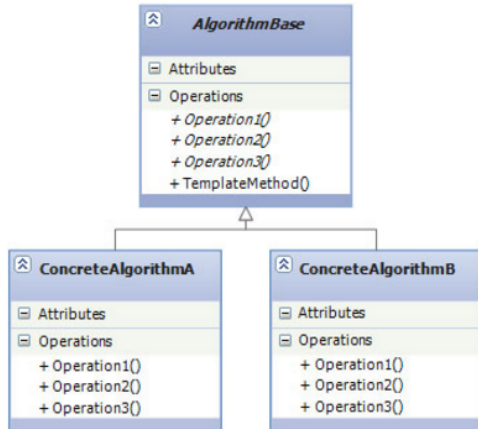 AlgorithmBase
Attributes
Operations
+ Operation1()
+ Operation2()
+ Operation3()
+ TemplateMethod()
ConcreteAlgorithmA
Attributes
Operations
+ Operation1()
+ Operation2()
+ Operation3()
ConcreteAlgorithmB
Attributes
Operations
+ Operation1()
+ Operation2()
+ Operation3()